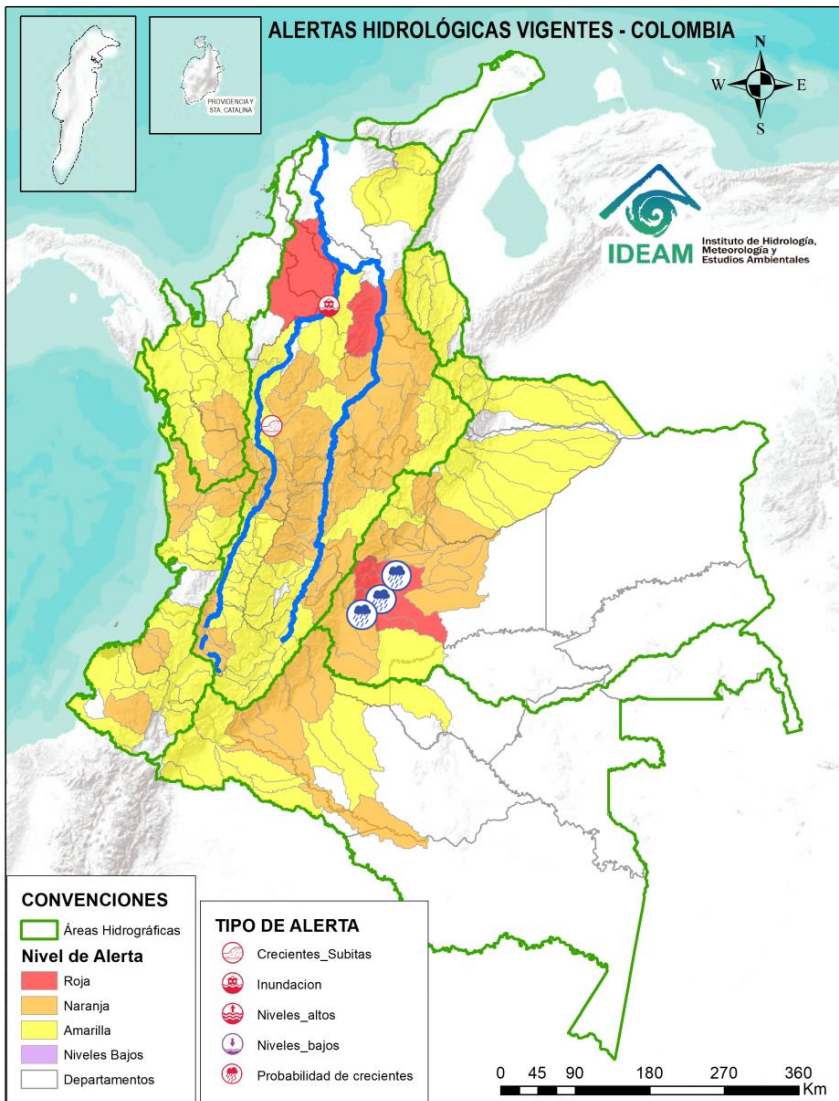 ALERTAS HIDROLÓGICAS VIGENTES - COLOMBIA
PROVIDENCIA Y
STA. CATALINA
N
W
E
S
IDEAM
Instituto de Hidrología,
Meteorología y
Estudios Ambientales
CONVENCIONES
Áreas Hidrográficas
Nivel de Alerta
Roja
Naranja
Amarilla
Niveles Bajos
Departamentos
TIPO DE ALERTA
Crecientes_Subitas
Inundacion
Niveles_altos
Niveles_bajos
Probabilidad de crecientes
0 45 90 180 270 360
Km